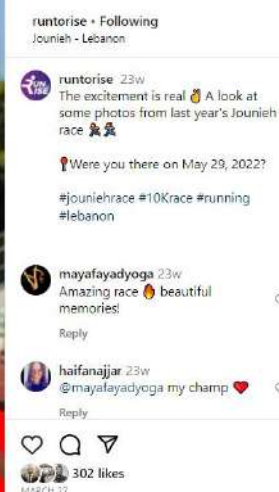 runtorise • Following
Jounieh - Lebanon
runtorise 23w
The excitement is real 👌 A look at
some photos from last year's Jounieh
race 🏃🏃
📍Were you there on May 29, 2022?
#jouniehrace #10Krace #running
#lebanon
mayafayadyoga 23w
Amazing race 🔥 beautiful
memories!
Reply
haifanajjar 23w
@mayafayadyoga my champ ❤️
Reply
302 likes